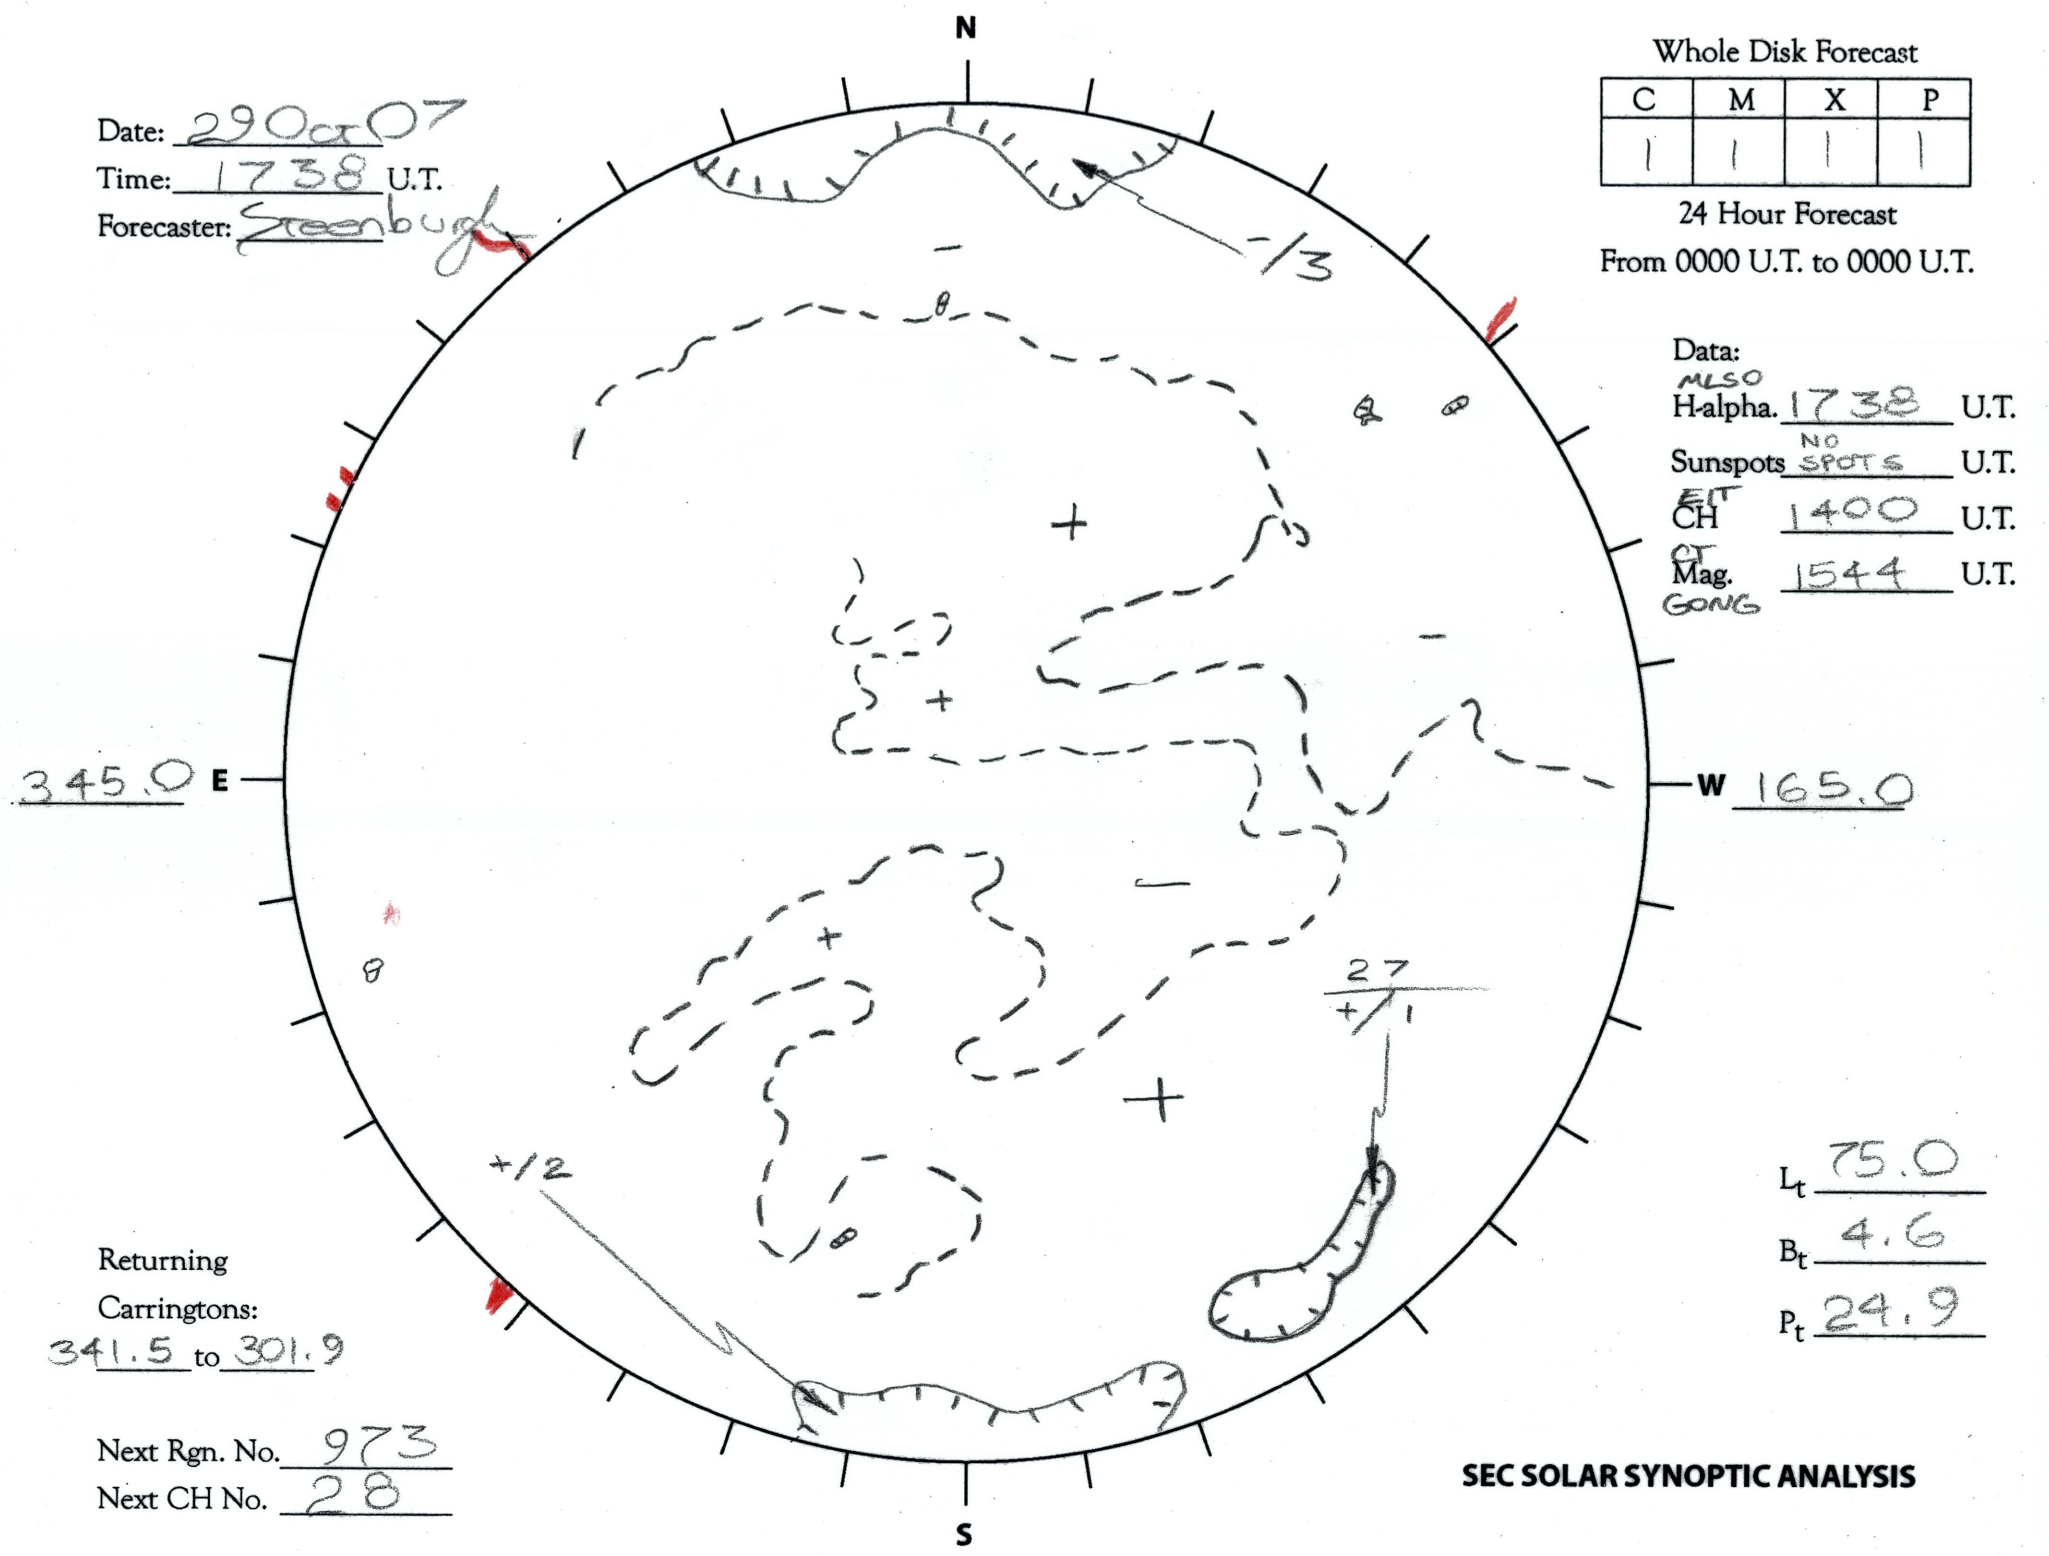 N
Date: 29Oct07
Time: 1738 U.T.
Forecaster: Steenburgh
Whole Disk Forecast
C M X P
1 1 1 1
24 Hour Forecast
From 0000 U.T. to 0000 U.T.
-/3
-
Data:
MLSO
H-alpha. 1738 U.T.
NO
Sunspots SPOTS U.T.
EIT
CH 1400 U.T.
CT
Mag. 1544 U.T.
GONG
+
-
+
345.0 E
W 165.0
-
+
27
+/1
+
+/2
Lt 75.0
Bt 4.6
Pt 24.9
Returning
Carringtons:
341.5 to 301.9
Next Rgn. No. 973
Next CH No. 28
SEC SOLAR SYNOPTIC ANALYSIS
S